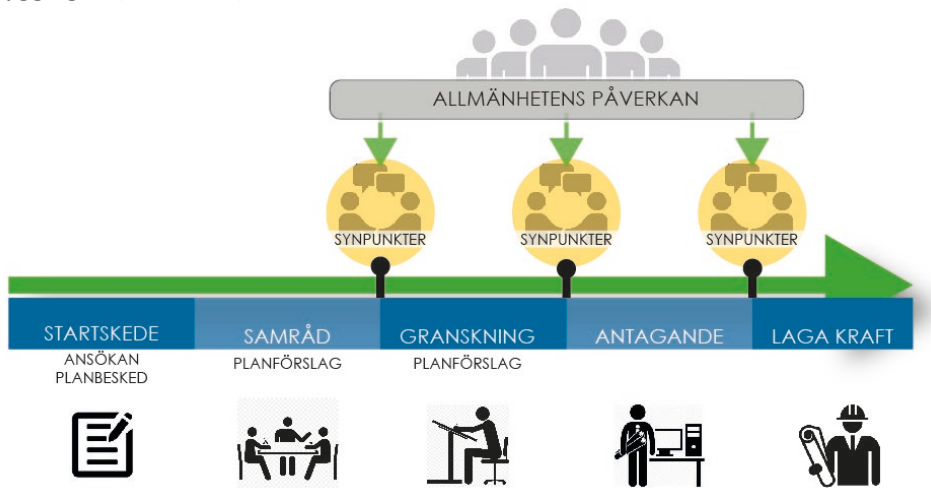 ALLMÄNHETENS PÅVERKAN
SYNPUNKTER
SYNPUNKTER
SYNPUNKTER
STARTSKEDE
SAMRÅD
GRANSKNING
ANTAGANDE
LAGA KRAFT
ANSÖKAN
PLANBESKED
PLANFÖRSLAG
PLANFÖRSLAG